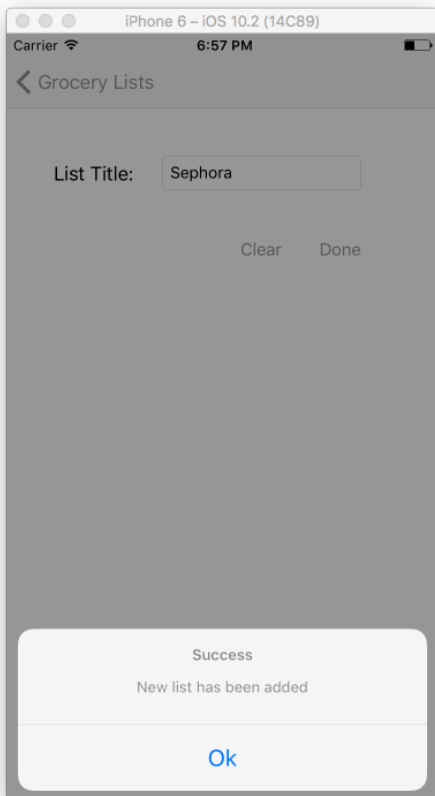 iPhone 6 – iOS 10.2 (14C89)
Carrier 6:57 PM
Grocery Lists
List Title: Sephora
Clear Done
Success
New list has been added
Ok